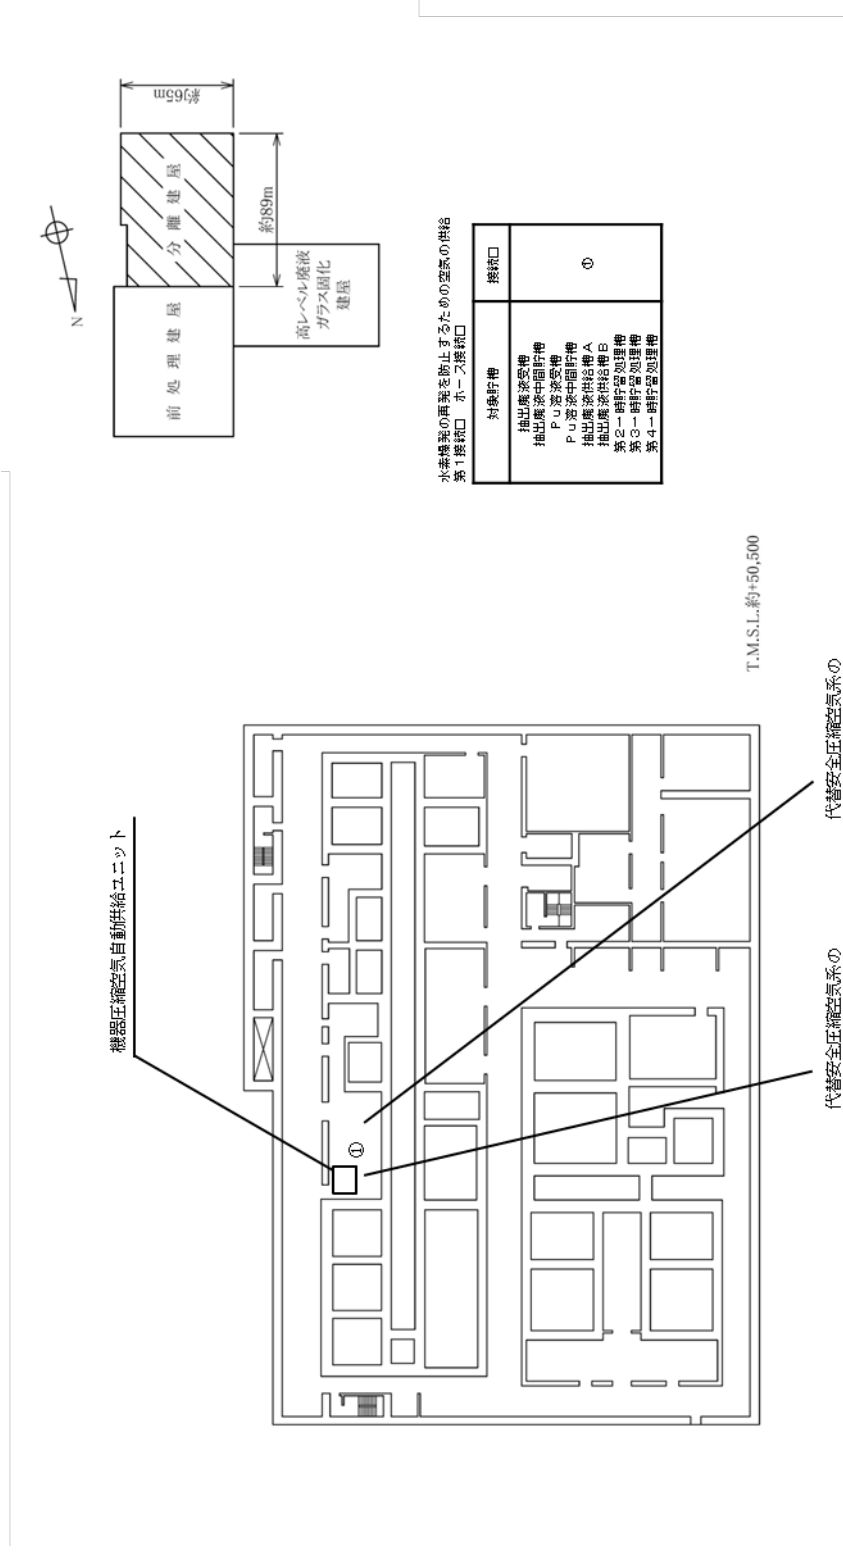 約65m
分離建屋
約89m
N
前処理建屋
高レベル廃液
ガラス固化
建屋
水素爆発の再発を防止するための空気の供給
第1接続口 ホース接続口
対象貯槽
接続口
抽出廃液受槽
抽出廃液中間貯槽
Pu溶液受槽
Pu溶液中間貯槽
抽出廃液供給槽A
抽出廃液供給槽B
第2一時貯留処理槽
第3一時貯留処理槽
第4一時貯留処理槽
①
T.M.S.L.約+50,500
機器圧縮空気自動供給ユニット
①
代替安全圧縮空気系の
代替安全圧縮空気系の